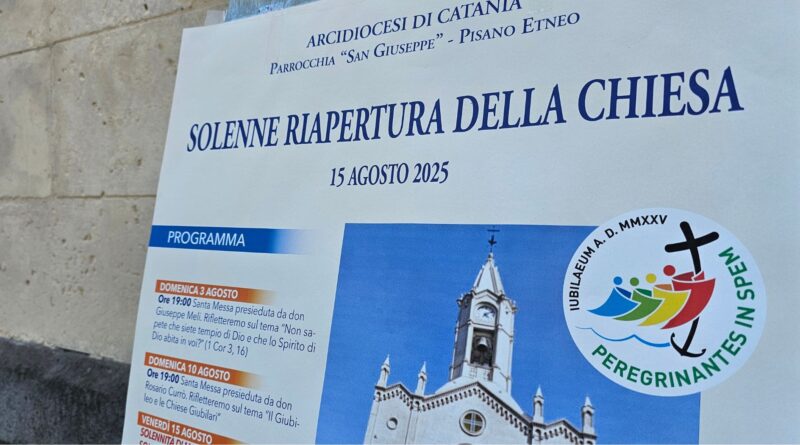 ARCIDIOCESI DI CATANIA
PARROCCHIA "SAN GIUSEPPE" - PISANO ETNEO
SOLENNE RIAPERTURA DELLA CHIESA
15 AGOSTO 2025
PROGRAMMA
DOMENICA 3 AGOSTO
Ore 19:00 Santa Messa presieduta da don
Giuseppe Meli. Rifletteremo sul tema "Non sa-
pete che siete tempio di Dio e che lo Spirito di
Dio abita in voi?" (1 Cor 3, 16)
DOMENICA 10 AGOSTO
Ore 19:00 Santa Messa presieduta da don
Rosario Currò. Rifletteremo sul tema "Il Giubi-
leo e le Chiese Giubilari"
VENERDÌ 15 AGOSTO
SOLENNITÀ DE
IUBILAEUM A. D. MMXXV
PEREGRINANTES IN SPEM